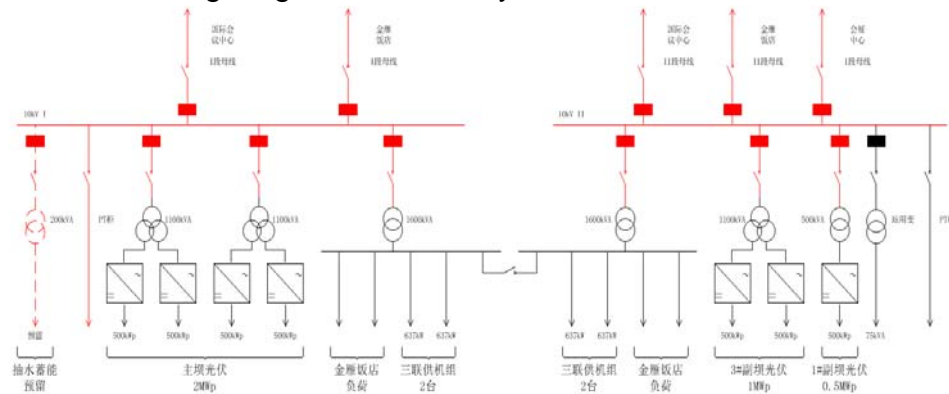 国际会
议中心
I段母线
金雁
饭店
I段母线
国际会
议中心
II段母线
金雁
饭店
II段母线
会展
中心
I段母线
10kV I
10kV II
200kVA
PT柜
1100kVA
1100kVA
1600kVA
1600kVA
1100kVA
500kVA
预留
500kWp
500kWp
500kWp
500kWp
637kW
637kW
637kW
637kW
500kWp
500kWp
500kWp
75kVA
抽水蓄能
预留
主坝光伏
2MWp
金雁饭店
负荷
三联供机组
2台
三联供机组
2台
金雁饭店
负荷
3#副坝光伏
1MWp
1#副坝光伏
0.5MWp